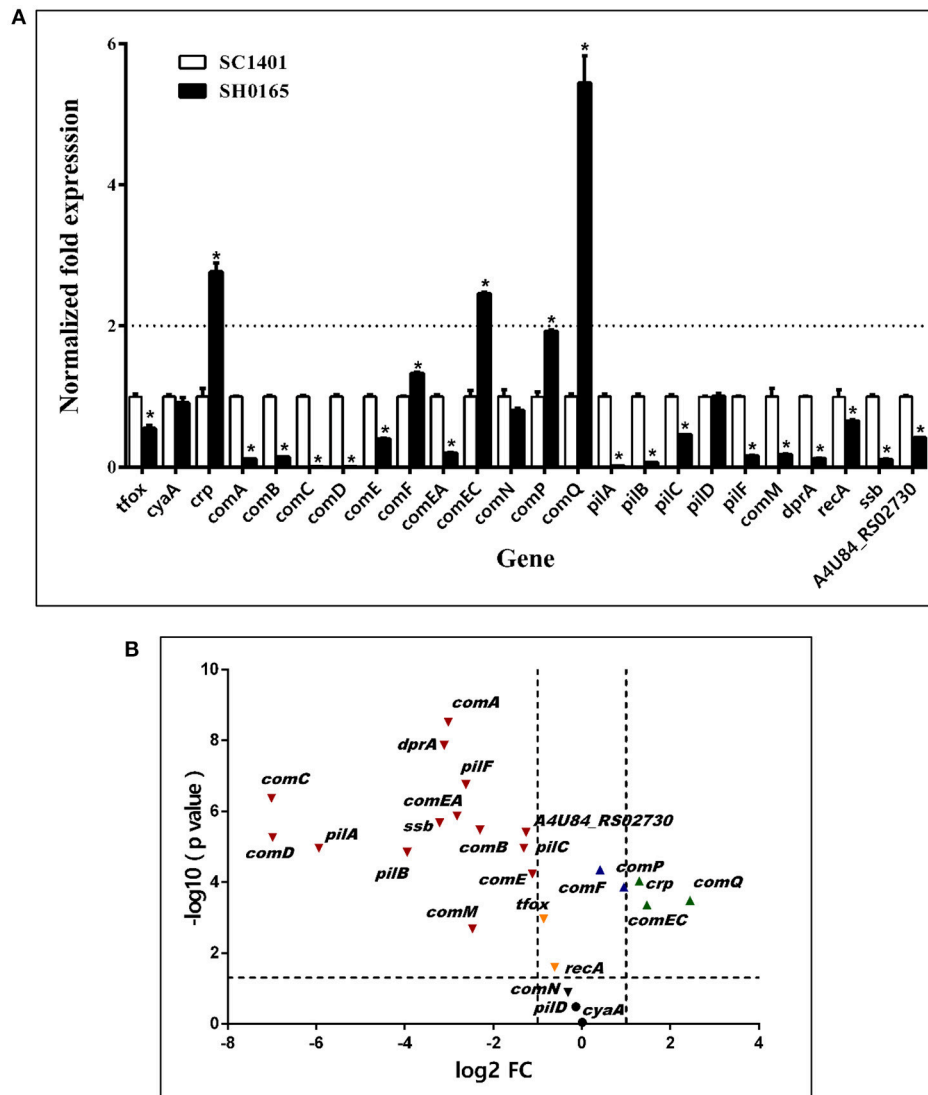 A
Normalized fold expresssion
6
4
2
0
SC1401
SH0165
* * * * * * * * * * * * * * * * * * * * *
tfox cyaA crp comA comB comC comD comE comF comEA comEC comN comP comQ pilA pilB pilC pilD pilF comM dprA recA ssb A4U84_RS02730
Gene
B
-log10 ( p value )
10
8
6
4
2
0
comA
dprA
pilF
comC
comEA
ssb
A4U84_RS02730
comD
pilA
comB
pilC
pilB
comE
comP
comF
crp
comQ
tfox
comEC
comM
recA
comN
pilD
cyaA
-8 -6 -4 -2 0 2 4
log2 FC